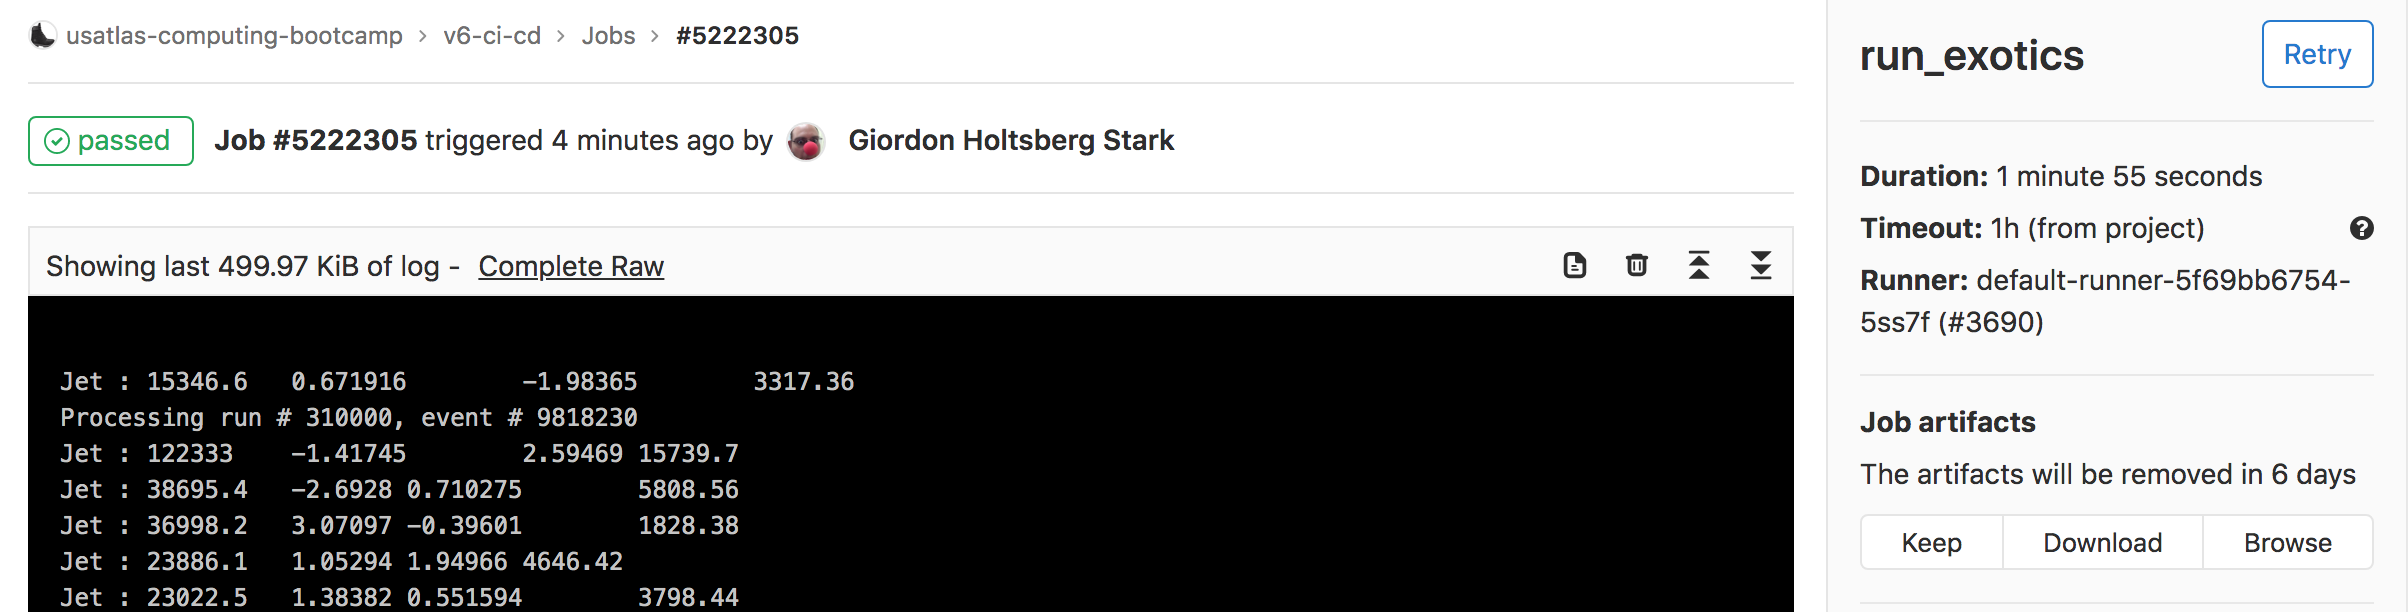 usatlas-computing-bootcamp > v6-ci-cd > Jobs > #5222305
passed Job #5222305 triggered 4 minutes ago by Giordon Holtsberg Stark
Showing last 499.97 KiB of log - Complete Raw
Jet : 15346.6 0.671916 -1.98365 3317.36
Processing run # 310000, event # 9818230
Jet : 122333 -1.41745 2.59469 15739.7
Jet : 38695.4 -2.6928 0.710275 5808.56
Jet : 36998.2 3.07097 -0.39601 1828.38
Jet : 23886.1 1.05294 1.94966 4646.42
Jet : 23022.5 1.38382 0.551594 3798.44
run_exotics Retry
Duration: 1 minute 55 seconds
Timeout: 1h (from project) ?
Runner: default-runner-5f69bb6754-
5ss7f (#3690)
Job artifacts
The artifacts will be removed in 6 days
Keep Download Browse